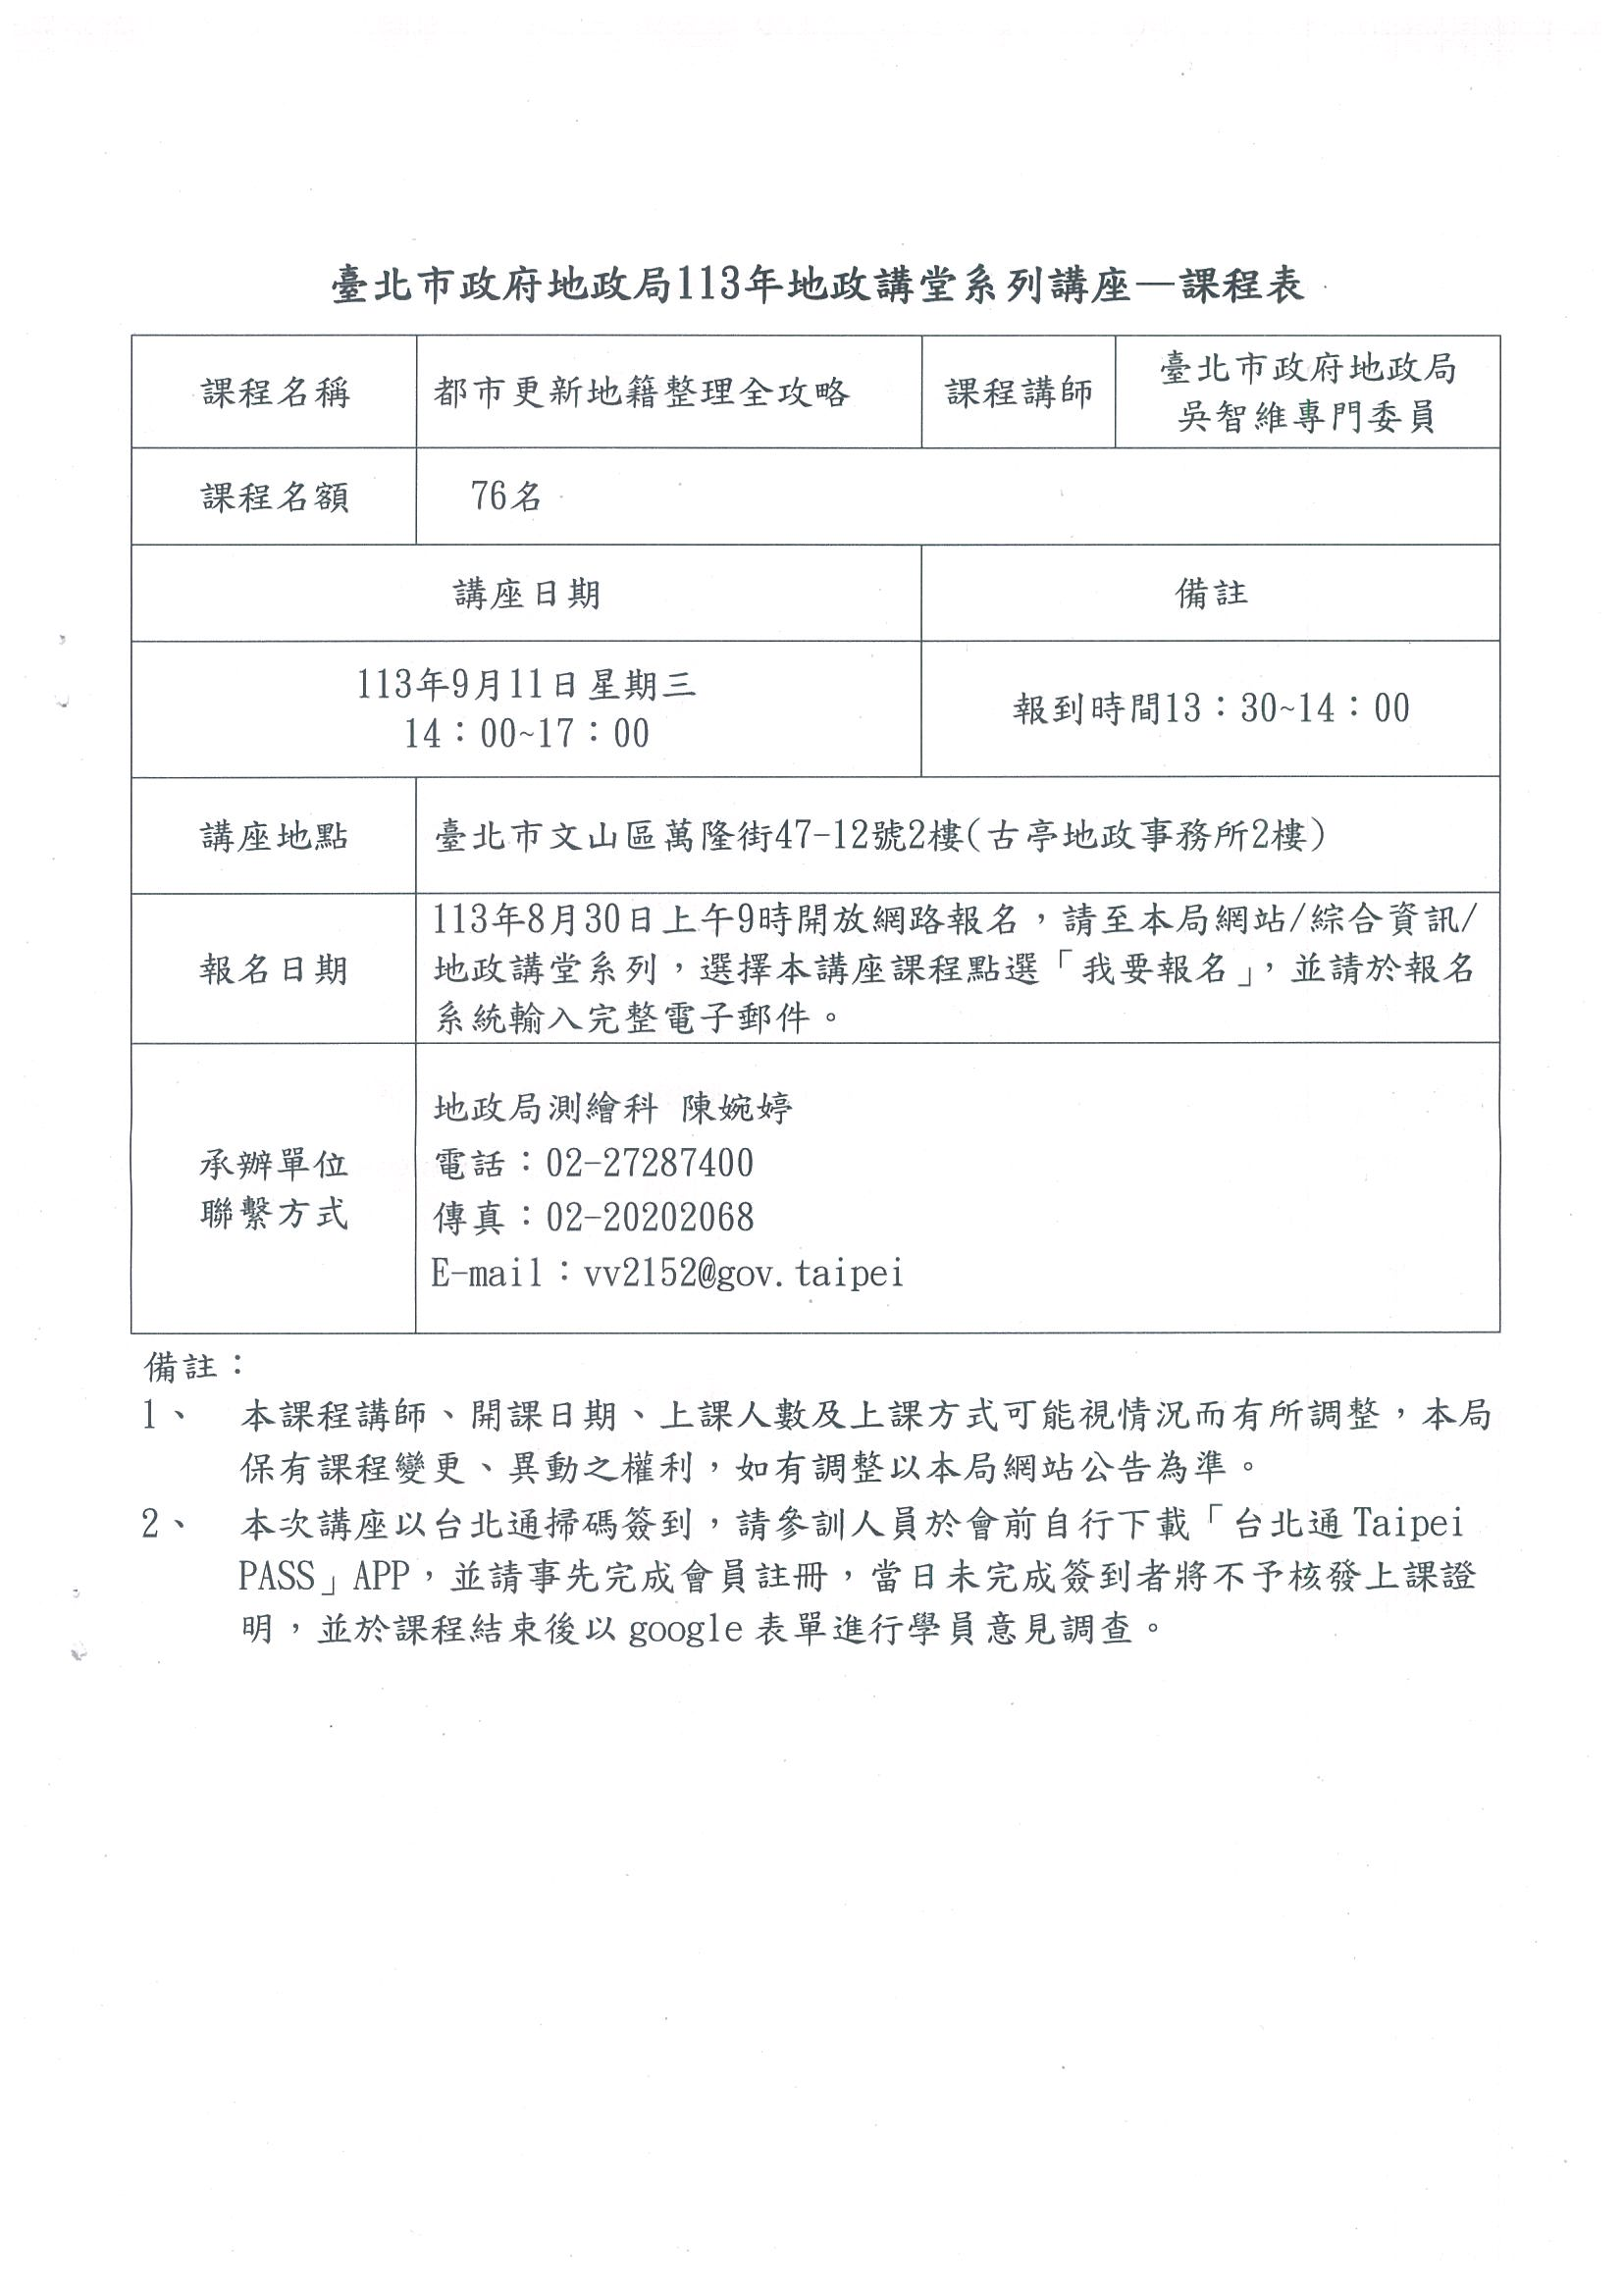 臺北市政府地政局113年地政講堂系列講座—課程表
課程名稱
都市更新地籍整理全攻略
課程講師
臺北市政府地政局
吳智維專門委員
課程名額
76名
講座日期
備註
113年9月11日星期三
14：00~17：00
報到時間13：30~14：00
講座地點
臺北市文山區萬隆街47-12號2樓(古亭地政事務所2樓)
報名日期
113年8月30日上午9時開放網路報名，請至本局網站/綜合資訊/
地政講堂系列，選擇本講座課程點選「我要報名」，並請於報名
系統輸入完整電子郵件。
承辦單位
聯繫方式
地政局測繪科 陳婉婷
電話：02-27287400
傳真：02-20202068
E-mail：vv2152@gov.taipei
備註：
1、 本課程講師、開課日期、上課人數及上課方式可能視情況而有所調整，本局
保有課程變更、異動之權利，如有調整以本局網站公告為準。
2、 本次講座以台北通掃碼簽到，請參訓人員於會前自行下載「台北通 Taipei
PASS」APP，並請事先完成會員註冊，當日未完成簽到者將不予核發上課證
明，並於課程結束後以 google 表單進行學員意見調查。